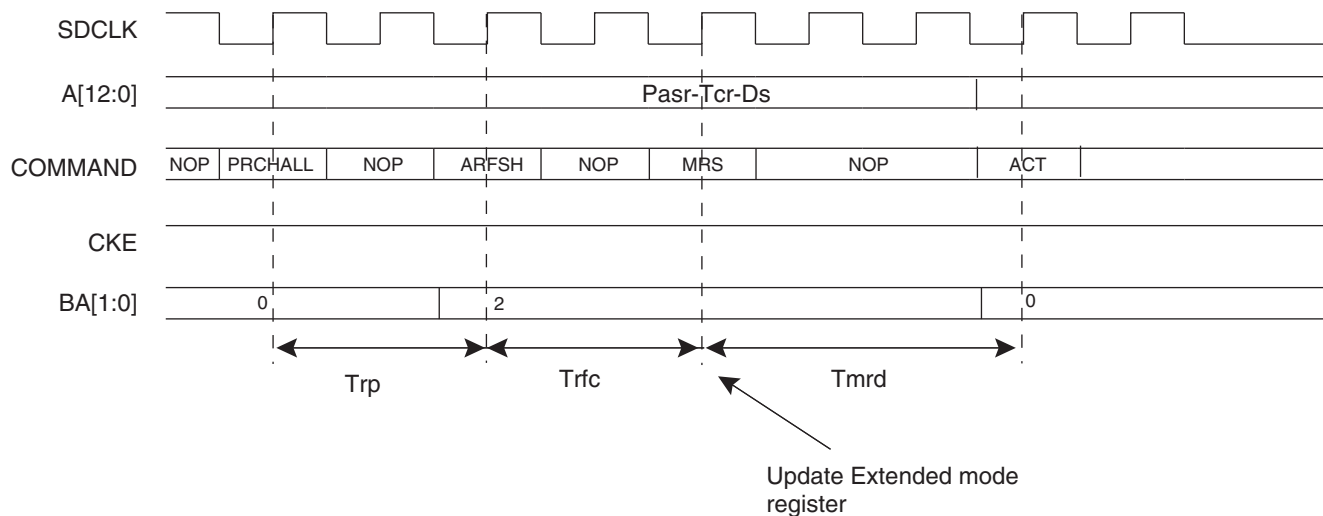 SDCLK
A[12:0] Pasr-Tcr-Ds
COMMAND NOP PRCHALL NOP ARFSH NOP MRS NOP ACT
CKE
BA[1:0] 0 2 0
Trp Trfc Tmrd
Update Extended mode
register